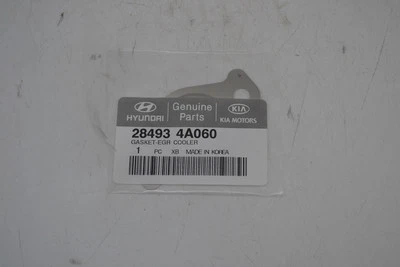 HYUNDAI
Genuine Parts
KIA
KIA MOTORS
28493 4A060
GASKET-EGR COOLER
1 PC XB MADE IN KOREA